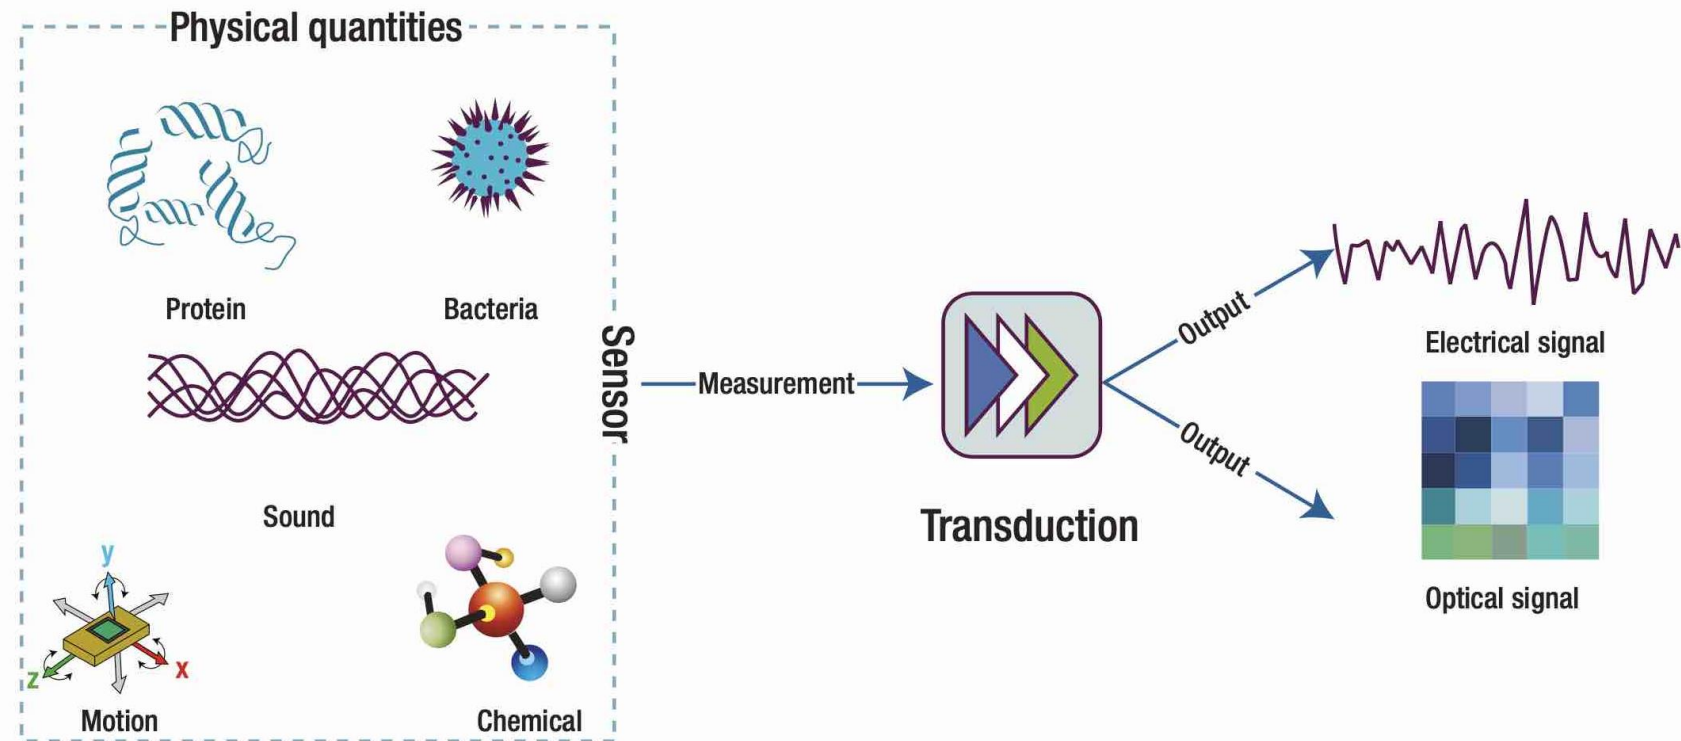 Physical quantities
Protein
Bacteria
Sound
y
x
z
Motion
Chemical
Sensor
Measurement
Transduction
Output
Output
Electrical signal
Optical signal